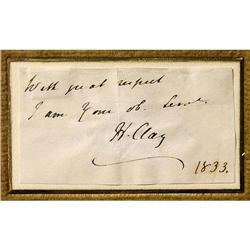 With great respect
I am Your ob. Servt.
H. Clay
1833.